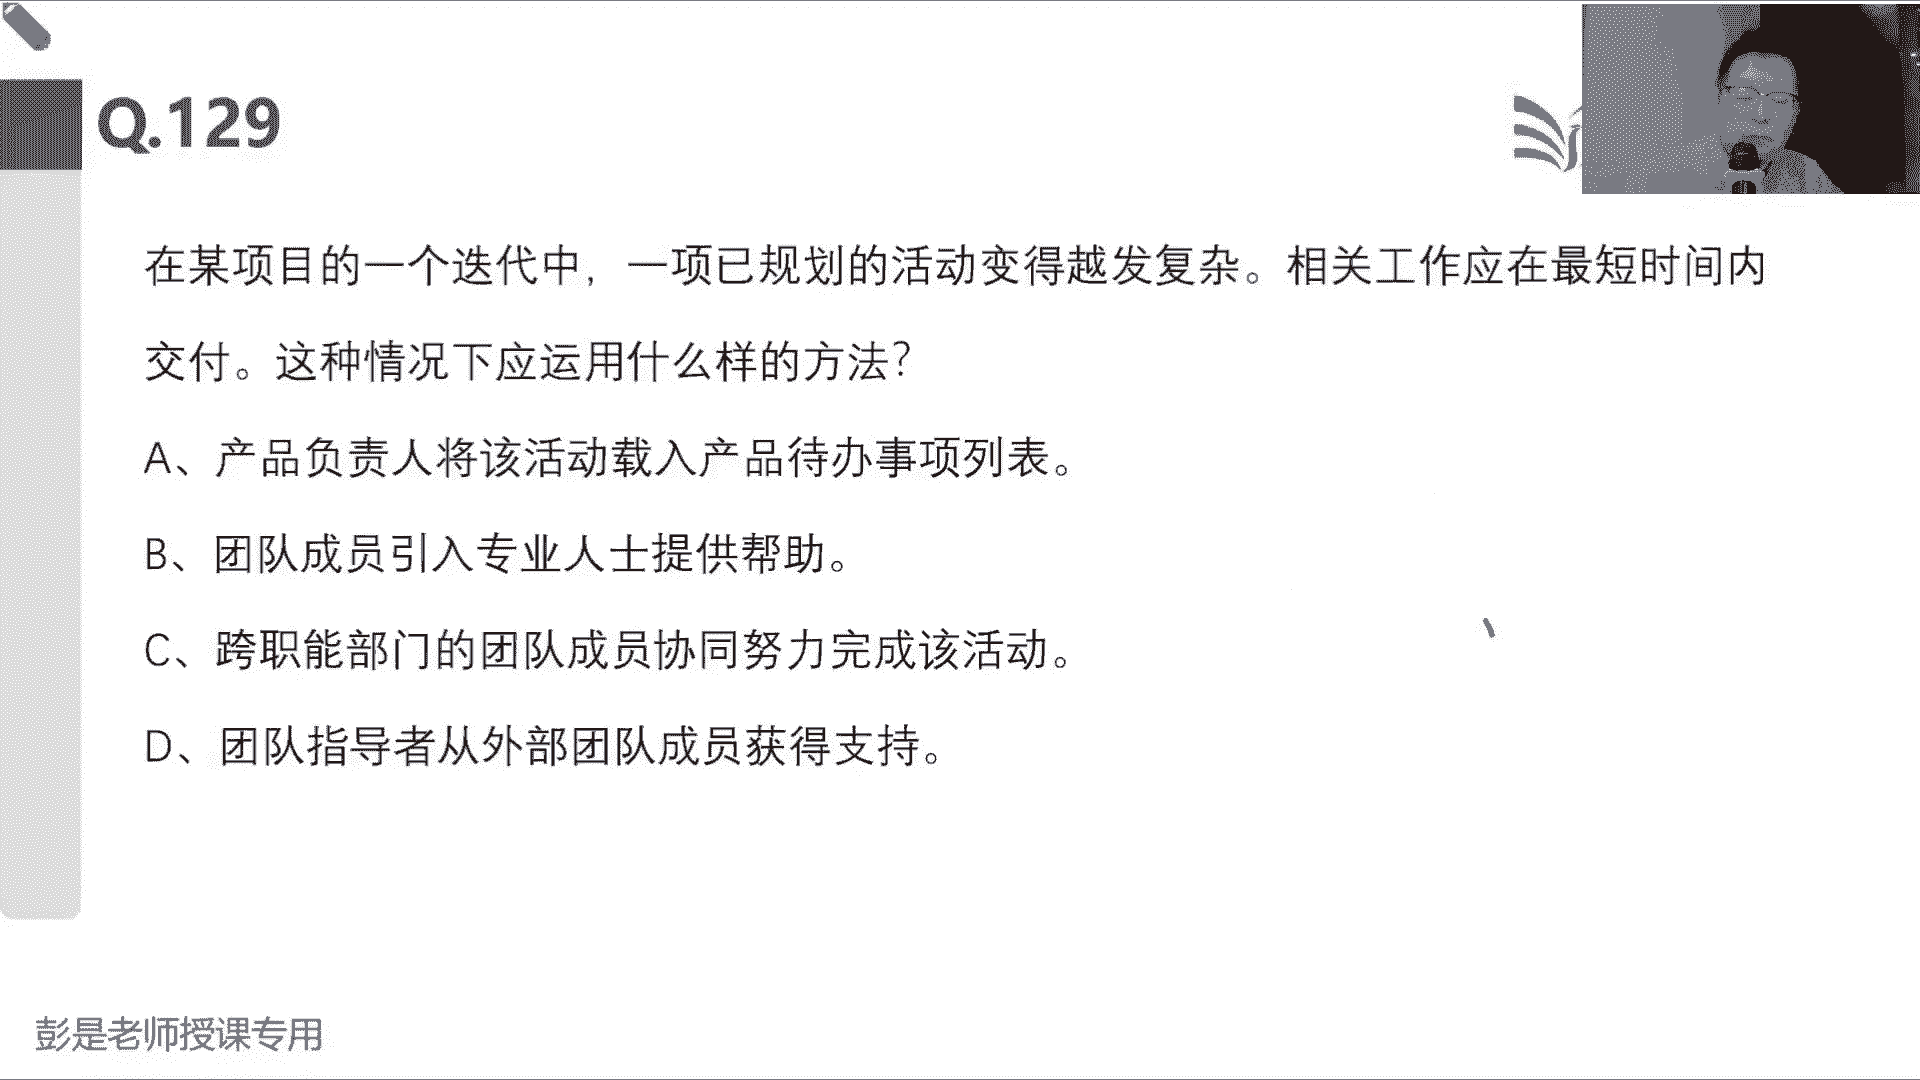 Q.129
在某项目的一个迭代中，一项已规划的活动变得越发复杂。相关工作应在最短时间内
交付。这种情况下应运用什么样的方法？
A、产品负责人将该活动载入产品待办事项列表。
B、团队成员引入专业人士提供帮助。
C、跨职能部门的团队成员协同努力完成该活动。
D、团队指导者从外部团队成员获得支持。
彭是老师授课专用